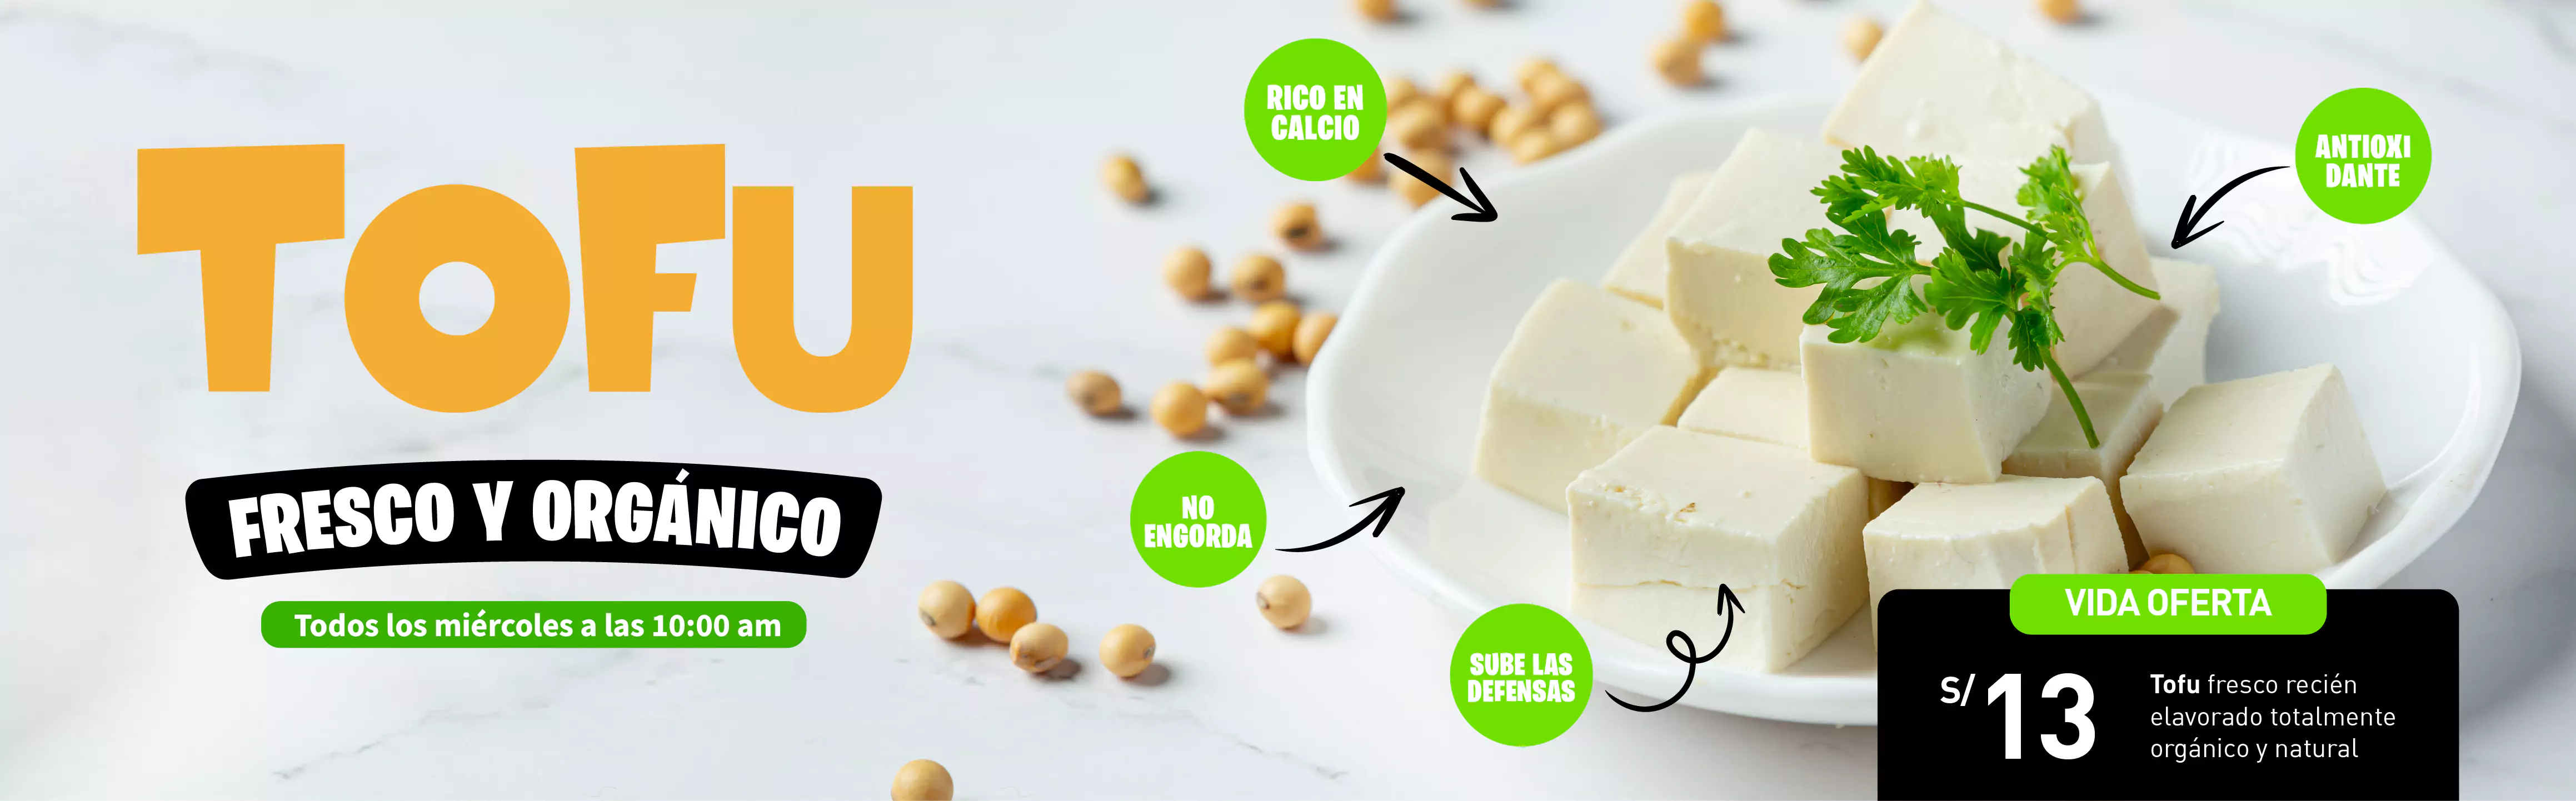 TOFU
FRESCO Y ORGÁNICO
Todos los miércoles a las 10:00 am
RICO EN
CALCIO
ANTIOXI
DANTE
NO
ENGORDA
SUBE LAS
DEFENSAS
VIDA OFERTA
S/13
Tofu fresco recién
elavorado totalmente
orgánico y natural